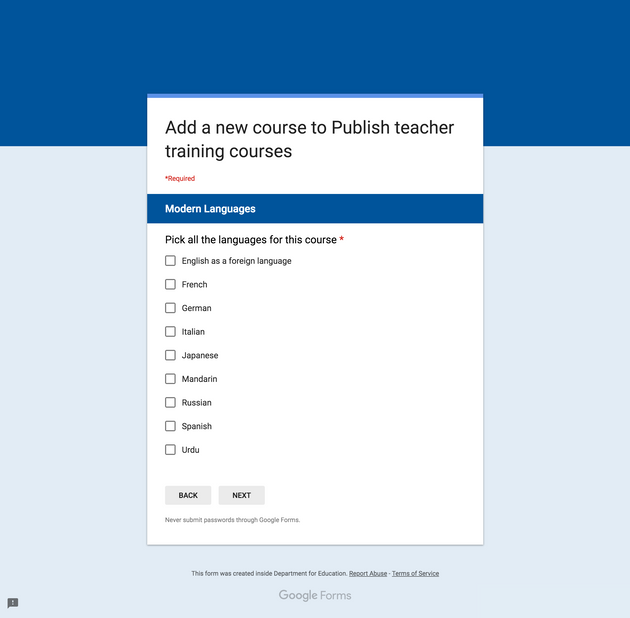 Add a new course to Publish teacher
training courses
*Required
Modern Languages
Pick all the languages for this course *
English as a foreign language
French
German
Italian
Japanese
Mandarin
Russian
Spanish
Urdu
BACK NEXT
Never submit passwords through Google Forms.
This form was created inside Department for Education. Report Abuse - Terms of Service
Google Forms